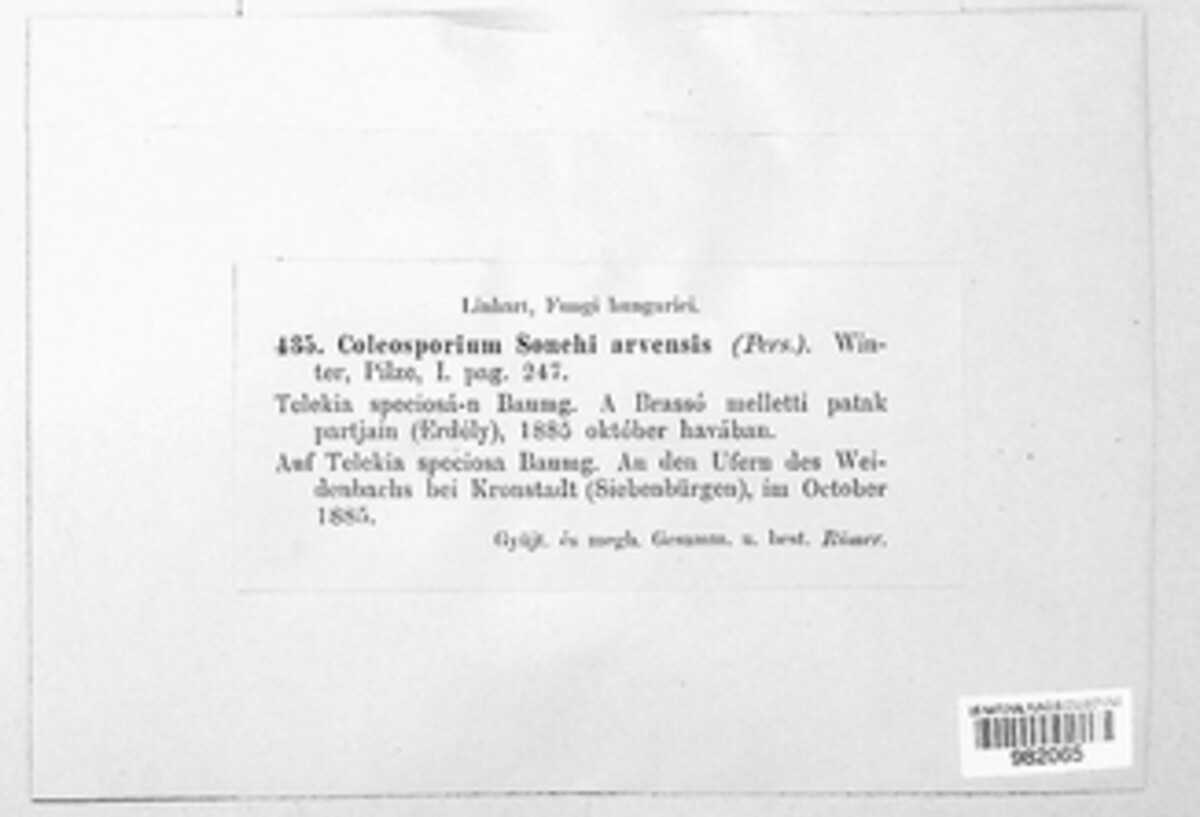 Linhart, Fungi hungarici.
435. Coleosporium Sonchi arvensis (Pers.). Win-
ter, Pilze, I. pag. 247.
Telekia speciosá-n Baumg. A Brassó melletti patak
partjain (Erdély), 1885 október havában.
Auf Telekia speciosa Baumg. An den Ufern des Wei-
denbachs bei Kronstadt (Siebenbürgen), im October
1885.
Gyüjt. és megh. Gesamm. u. best. Römer.
982065